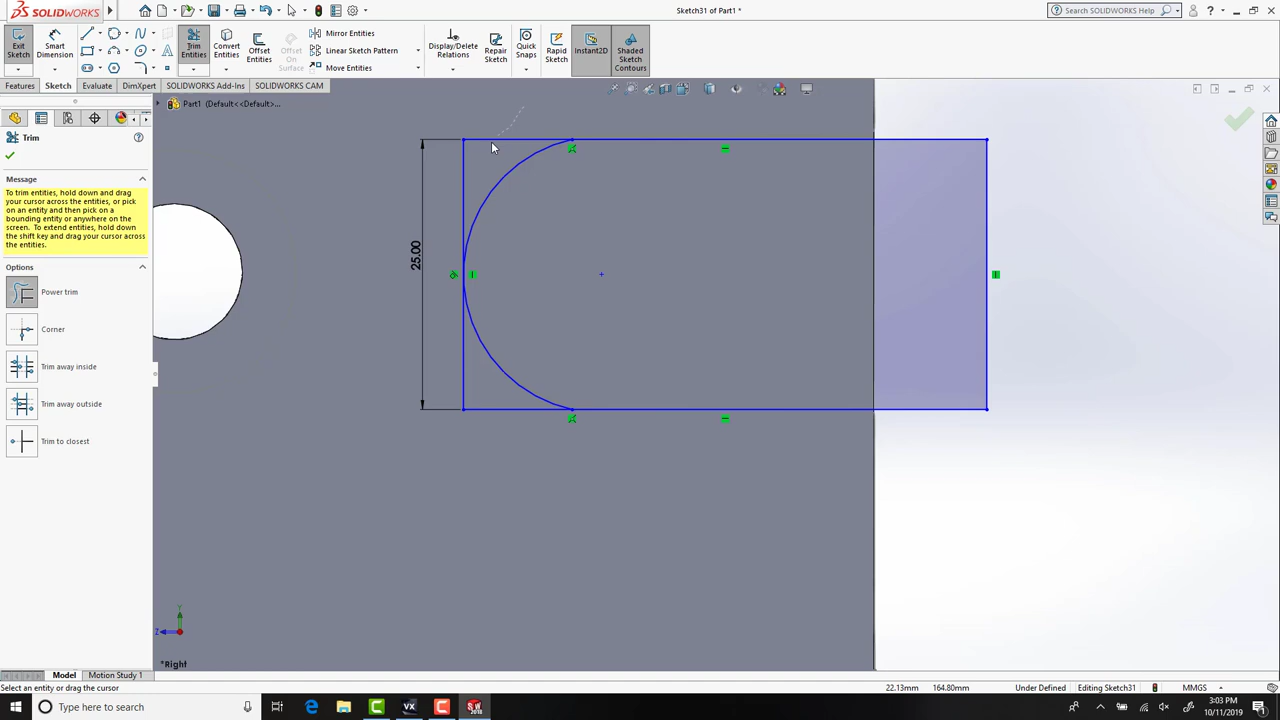 SOLIDWORKS
Sketch31 of Part1 *
Search SOLIDWORKS Help
Exit Sketch
Smart Dimension
Trim Entities
Convert Entities
Offset Entities
Offset On Surface
Mirror Entities
Linear Sketch Pattern
Move Entities
Display/Delete Relations
Repair Sketch
Quick Snaps
Rapid Sketch
Instant2D
Shaded Sketch Contours
Features
Sketch
Evaluate
DimXpert
SOLIDWORKS Add-Ins
SOLIDWORKS CAM
Part1 (Default<<Default>...
Trim
Message
To trim entities, hold down and drag
your cursor across the entities, or pick
on an entity and then pick on a
bounding entity or anywhere on the
screen. To extend entities, hold down
the shift key and drag your cursor across
the entities.
Options
Power trim
Corner
Trim away inside
Trim away outside
Trim to closest
25.00
Y
Z
*Right
Model
Motion Study 1
Select an entity or drag the cursor
22.13mm
164.80mm
Under Defined
Editing Sketch31
MMGS
Type here to search
3:03 PM
10/11/2019